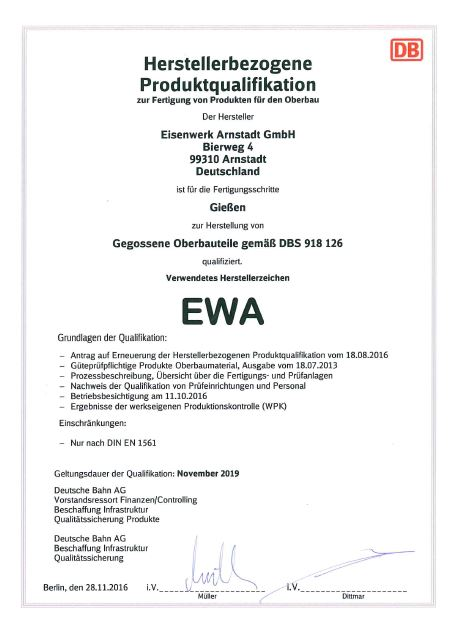 DB
Herstellerbezogene
Produktqualifikation
zur Fertigung von Produkten für den Oberbau
Der Hersteller
Eisenwerk Arnstadt GmbH
Bierweg 4
99310 Arnstadt
Deutschland
ist für die Fertigungsschritte
Gießen
zur Herstellung von
Gegossene Oberbauteile gemäß DBS 918 126
qualifiziert.
Verwendetes Herstellerzeichen
EWA
Grundlagen der Qualifikation:
– Antrag auf Erneuerung der Herstellerbezogenen Produktqualifikation vom 18.08.2016
– Güteprüfpflichtige Produkte Oberbaumaterial, Ausgabe vom 18.07.2013
– Prozessbeschreibung, Übersicht über die Fertigungs- und Prüfanlagen
– Nachweis der Qualifikation von Prüfeinrichtungen und Personal
– Betriebsbesichtigung am 11.10.2016
– Ergebnisse der werkseigenen Produktionskontrolle (WPK)
Einschränkungen:
– Nur nach DIN EN 1561
Geltungsdauer der Qualifikation: November 2019
Deutsche Bahn AG
Vorstandsressort Finanzen/Controlling
Beschaffung Infrastruktur
Qualitätssicherung Produkte
Deutsche Bahn AG
Beschaffung Infrastruktur
Qualitätssicherung
Berlin, den 28.11.2016 i.V. i.V.
Müller Dittmar